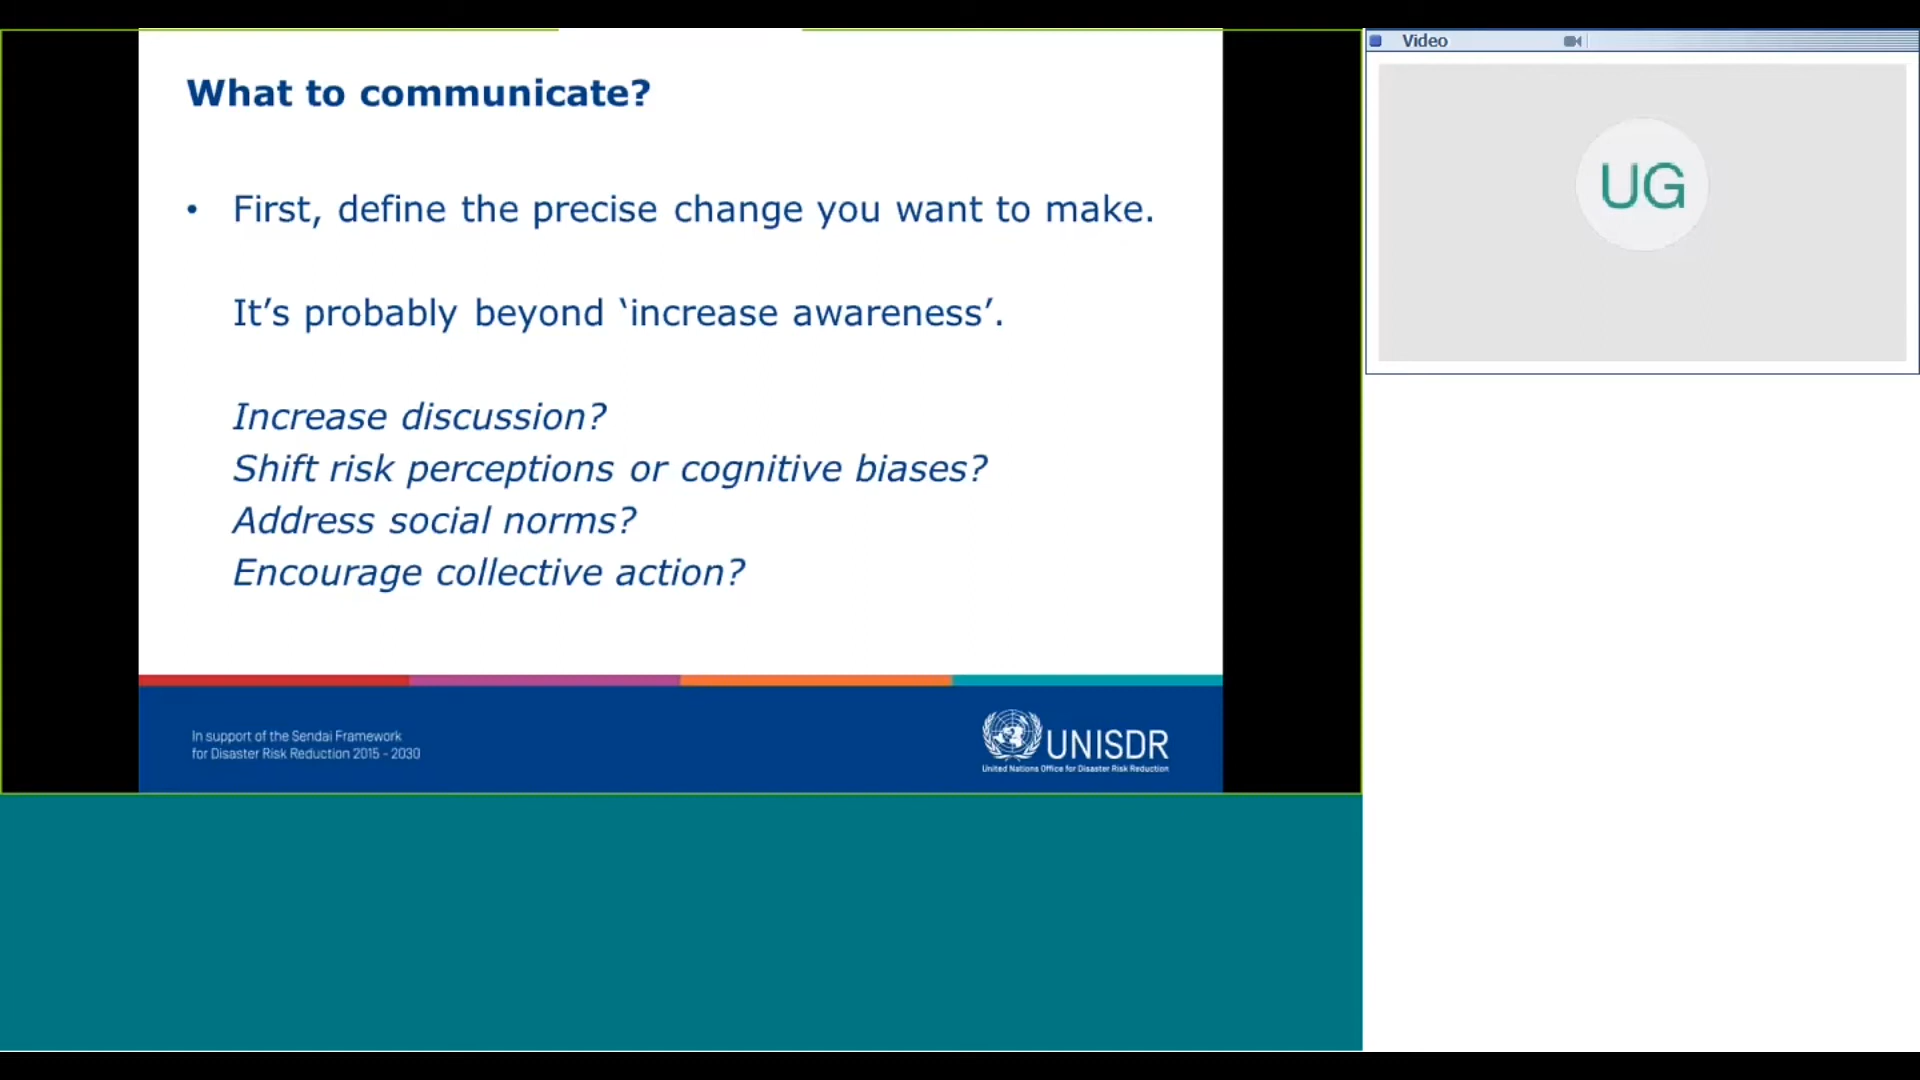 What to communicate?
• First, define the precise change you want to make.
It’s probably beyond ‘increase awareness’.
Increase discussion?
Shift risk perceptions or cognitive biases?
Address social norms?
Encourage collective action?
In support of the Sendai Framework
for Disaster Risk Reduction 2015 - 2030
UNISDR
United Nations Office for Disaster Risk Reduction
Video
UG